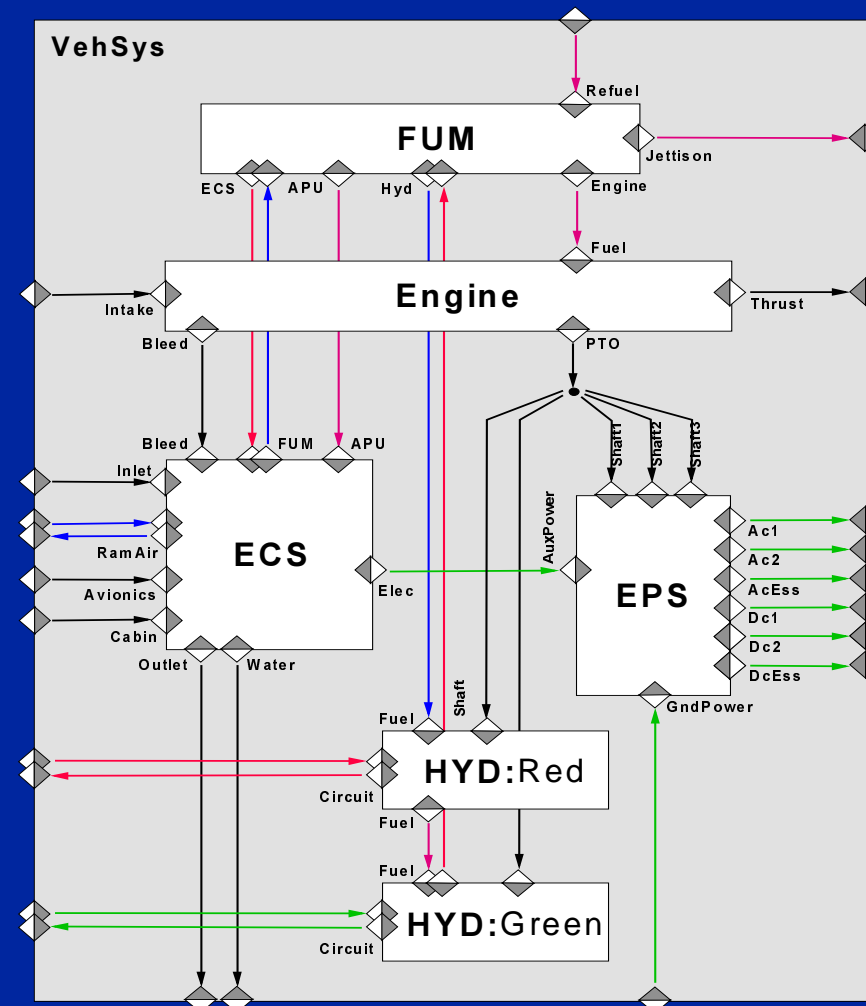 VehSys
Refuel
FUM
Jettison
ECS
APU
Hyd
Engine
Fuel
Engine
Intake
Thrust
Bleed
PTO
Shaft1
Shaft2
Shaft3
Bleed
FUM
APU
Inlet
RamAir
ECS
Avionics
Cabin
Elec
AuxPower
EPS
Ac1
Ac2
AcEss
Dc1
Dc2
DcEss
Outlet
Water
GndPower
Shaft
Fuel
HYD:Red
Circuit
Fuel
Fuel
HYD:Green
Circuit